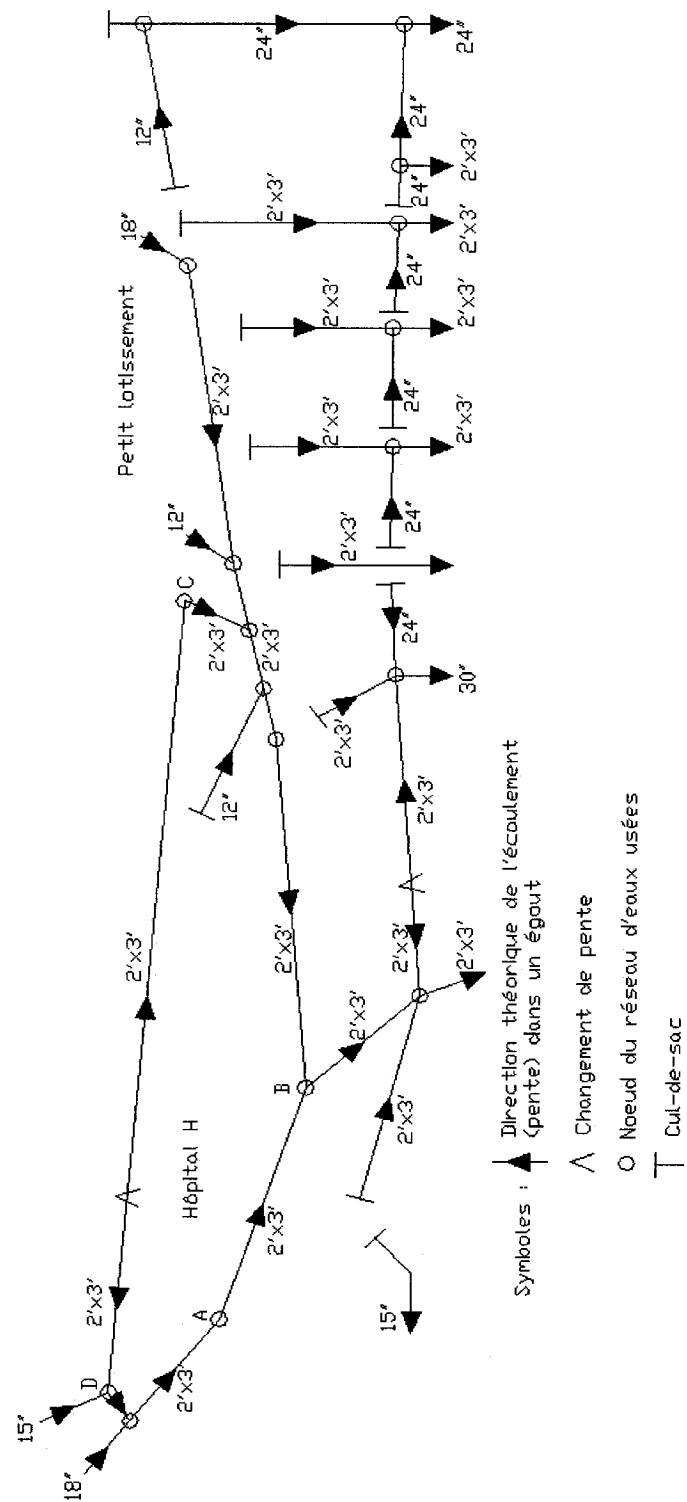 15"
18"
D
2'x3'
2'x3'
A
Hôpital H
2'x3'
B
2'x3'
2'x3'
2'x3'
12"
2'x3'
C
2'x3'
12"
Petit lotissement
2'x3'
18"
12"
24"
2'x3'
2'x3'
2'x3'
2'x3'
2'x3'
15"
2'x3'
2'x3'
2'x3'
24"
24"
24"
24"
24"
24"
2'x3'
30"
2'x3'
2'x3'
2'x3'
2'x3'
24"
Symboles : Direction théorique de l'écoulement
(pente) dans un égout
Changement de pente
Noeud du réseau d'eaux usées
Cul-de-sac